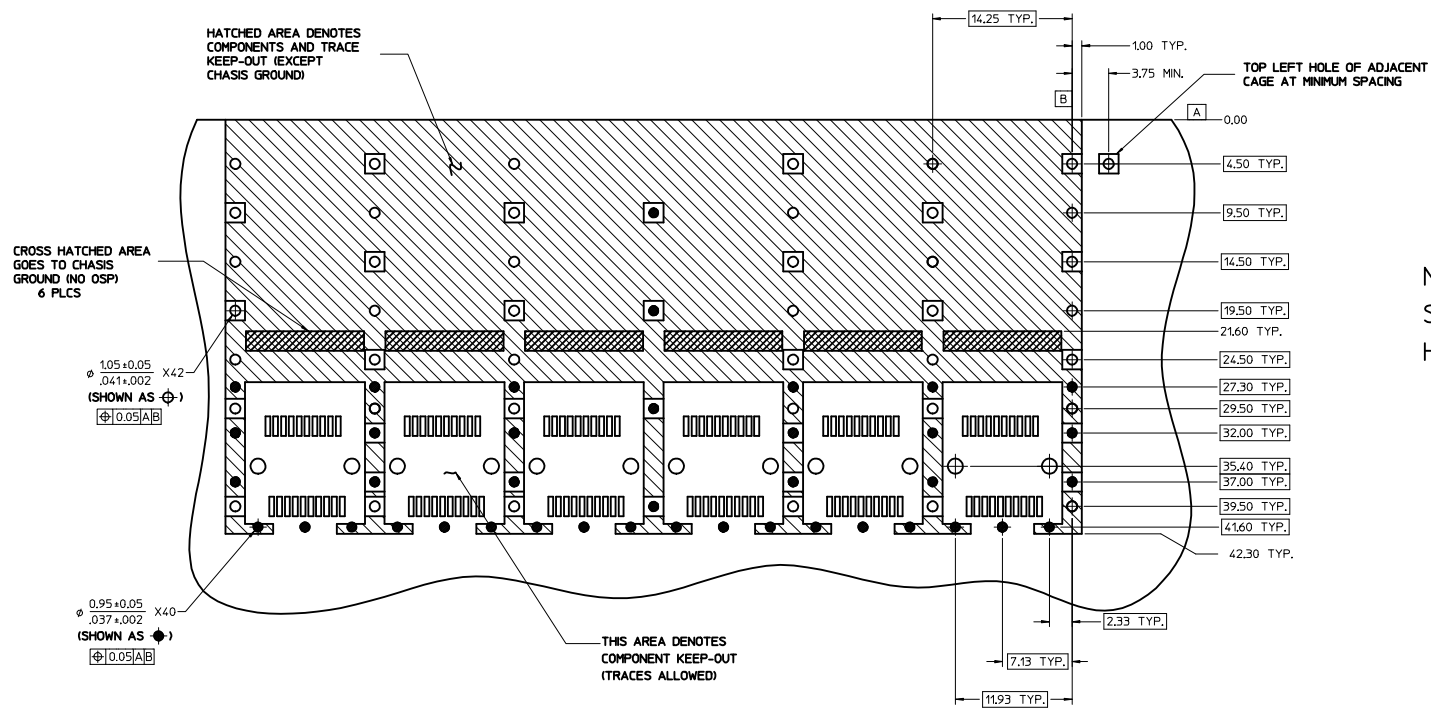 HATCHED AREA DENOTES
COMPONENTS AND TRACE
KEEP-OUT (EXCEPT
CHASIS GROUND)
14.25 TYP.
1.00 TYP.
3.75 MIN.
TOP LEFT HOLE OF ADJACENT
CAGE AT MINIMUM SPACING
B
A
0.00
4.50 TYP.
9.50 TYP.
CROSS HATCHED AREA
GOES TO CHASIS
GROUND (NO OSP)
6 PLCS
14.50 TYP.
19.50 TYP.
21.60 TYP.
24.50 TYP.
27.30 TYP.
29.50 TYP.
32.00 TYP.
35.40 TYP.
37.00 TYP.
39.50 TYP.
41.60 TYP.
42.30 TYP.
⌀ 1.05±0.05 X42
.041±.002
(SHOWN AS ⌖)
⌖ 0.05 A B
⌀ 0.95±0.05 X40
.037±.002
(SHOWN AS ●)
⌖ 0.05 A B
THIS AREA DENOTES
COMPONENT KEEP-OUT
(TRACES ALLOWED)
2.33 TYP.
7.13 TYP.
11.93 TYP.